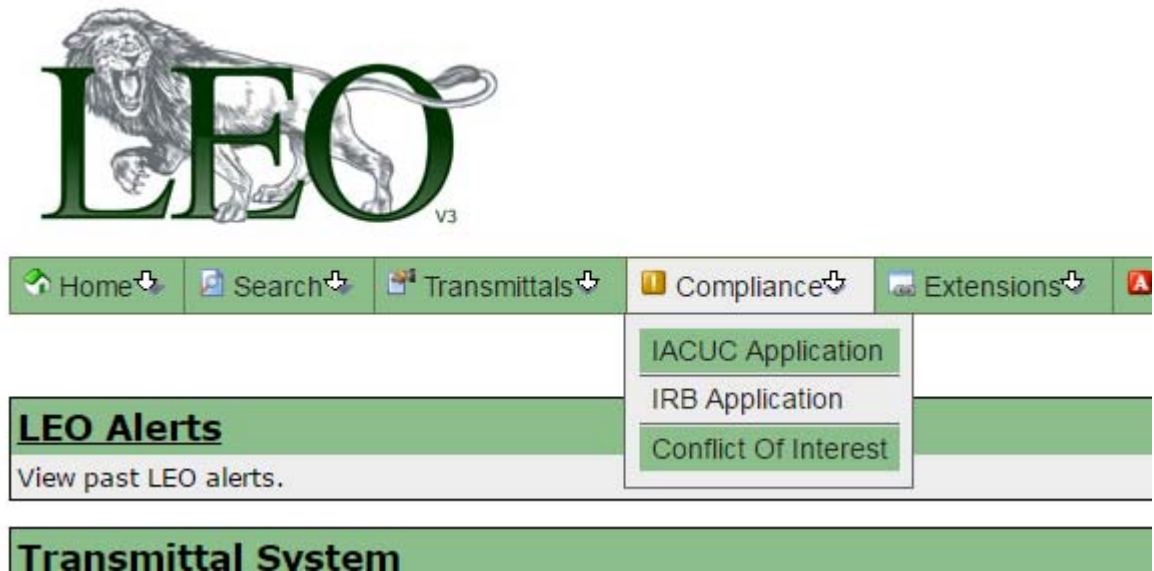 LEO
V3
Home Search Transmittals Compliance Extensions
IACUC Application
IRB Application
Conflict Of Interest
LEO Alerts
View past LEO alerts.
Transmittal System